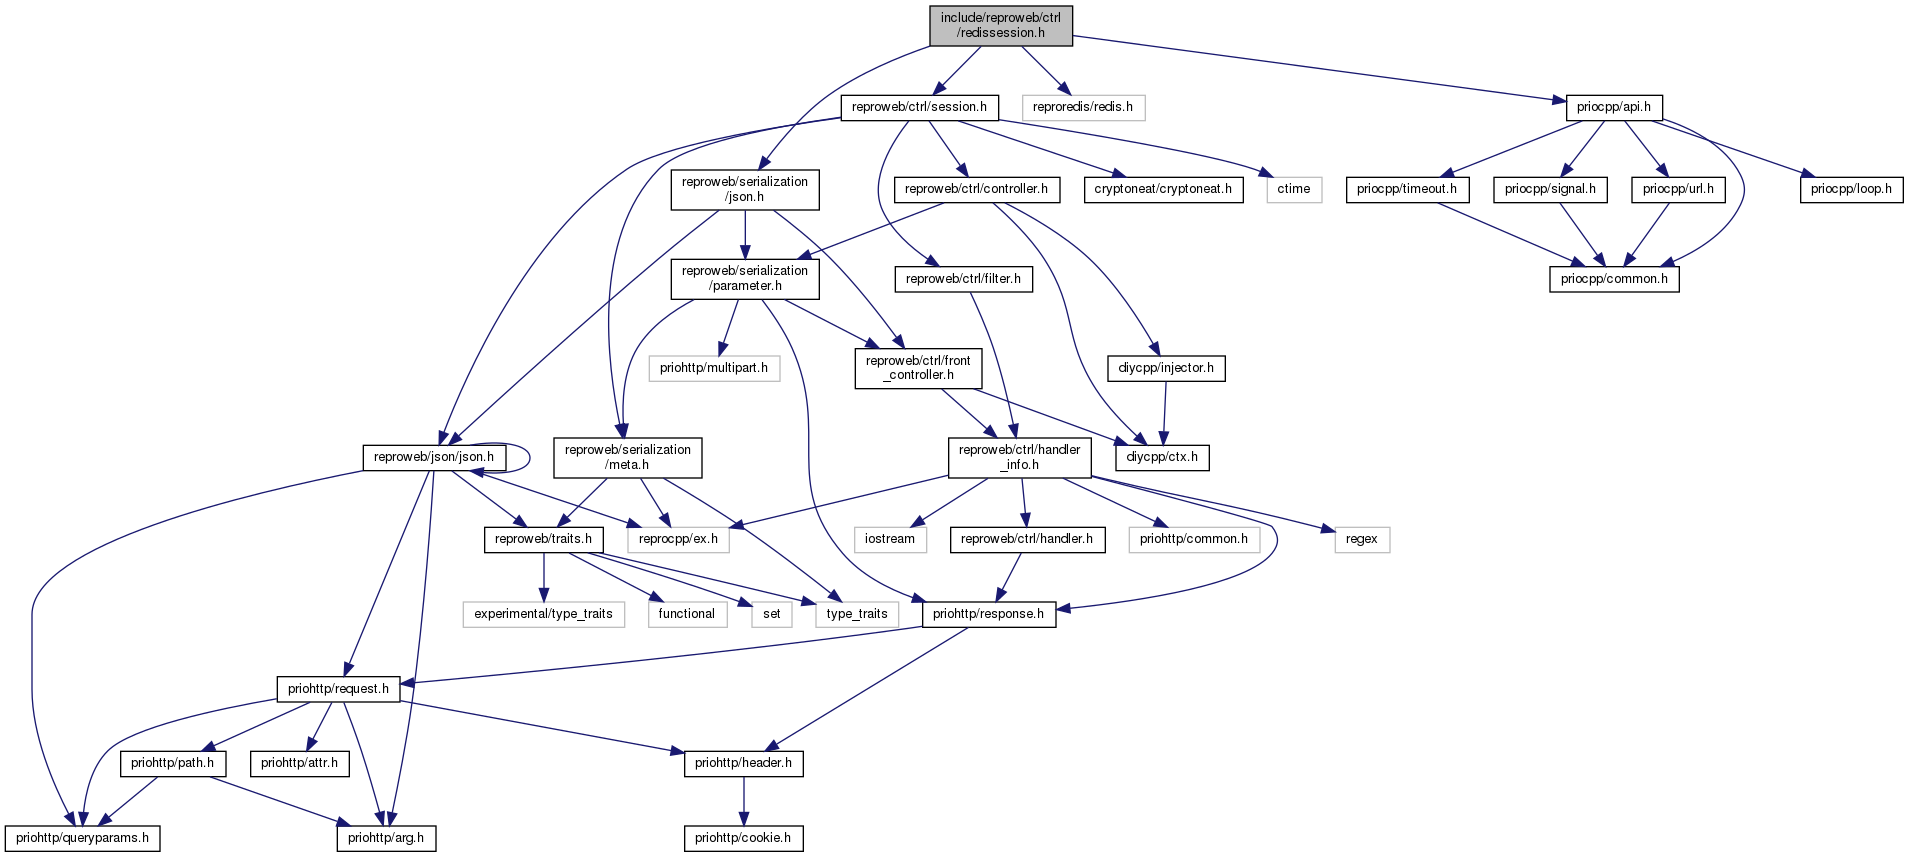 include/reproweb/ctrl
/redissession.h
reproweb/ctrl/session.h
reproredis/redis.h
priocpp/api.h
reproweb/serialization
/json.h
reproweb/ctrl/controller.h
cryptoneat/cryptoneat.h
ctime
priocpp/timeout.h
priocpp/signal.h
priocpp/url.h
priocpp/loop.h
reproweb/serialization
/parameter.h
reproweb/ctrl/filter.h
priocpp/common.h
priohttp/multipart.h
reproweb/ctrl/front
_controller.h
diycpp/injector.h
reproweb/json/json.h
reproweb/serialization
/meta.h
reproweb/ctrl/handler
_info.h
diycpp/ctx.h
reproweb/traits.h
reprocpp/ex.h
iostream
reproweb/ctrl/handler.h
priohttp/common.h
regex
experimental/type_traits
functional
set
type_traits
priohttp/response.h
priohttp/request.h
priohttp/path.h
priohttp/attr.h
priohttp/header.h
priohttp/queryparams.h
priohttp/arg.h
priohttp/cookie.h